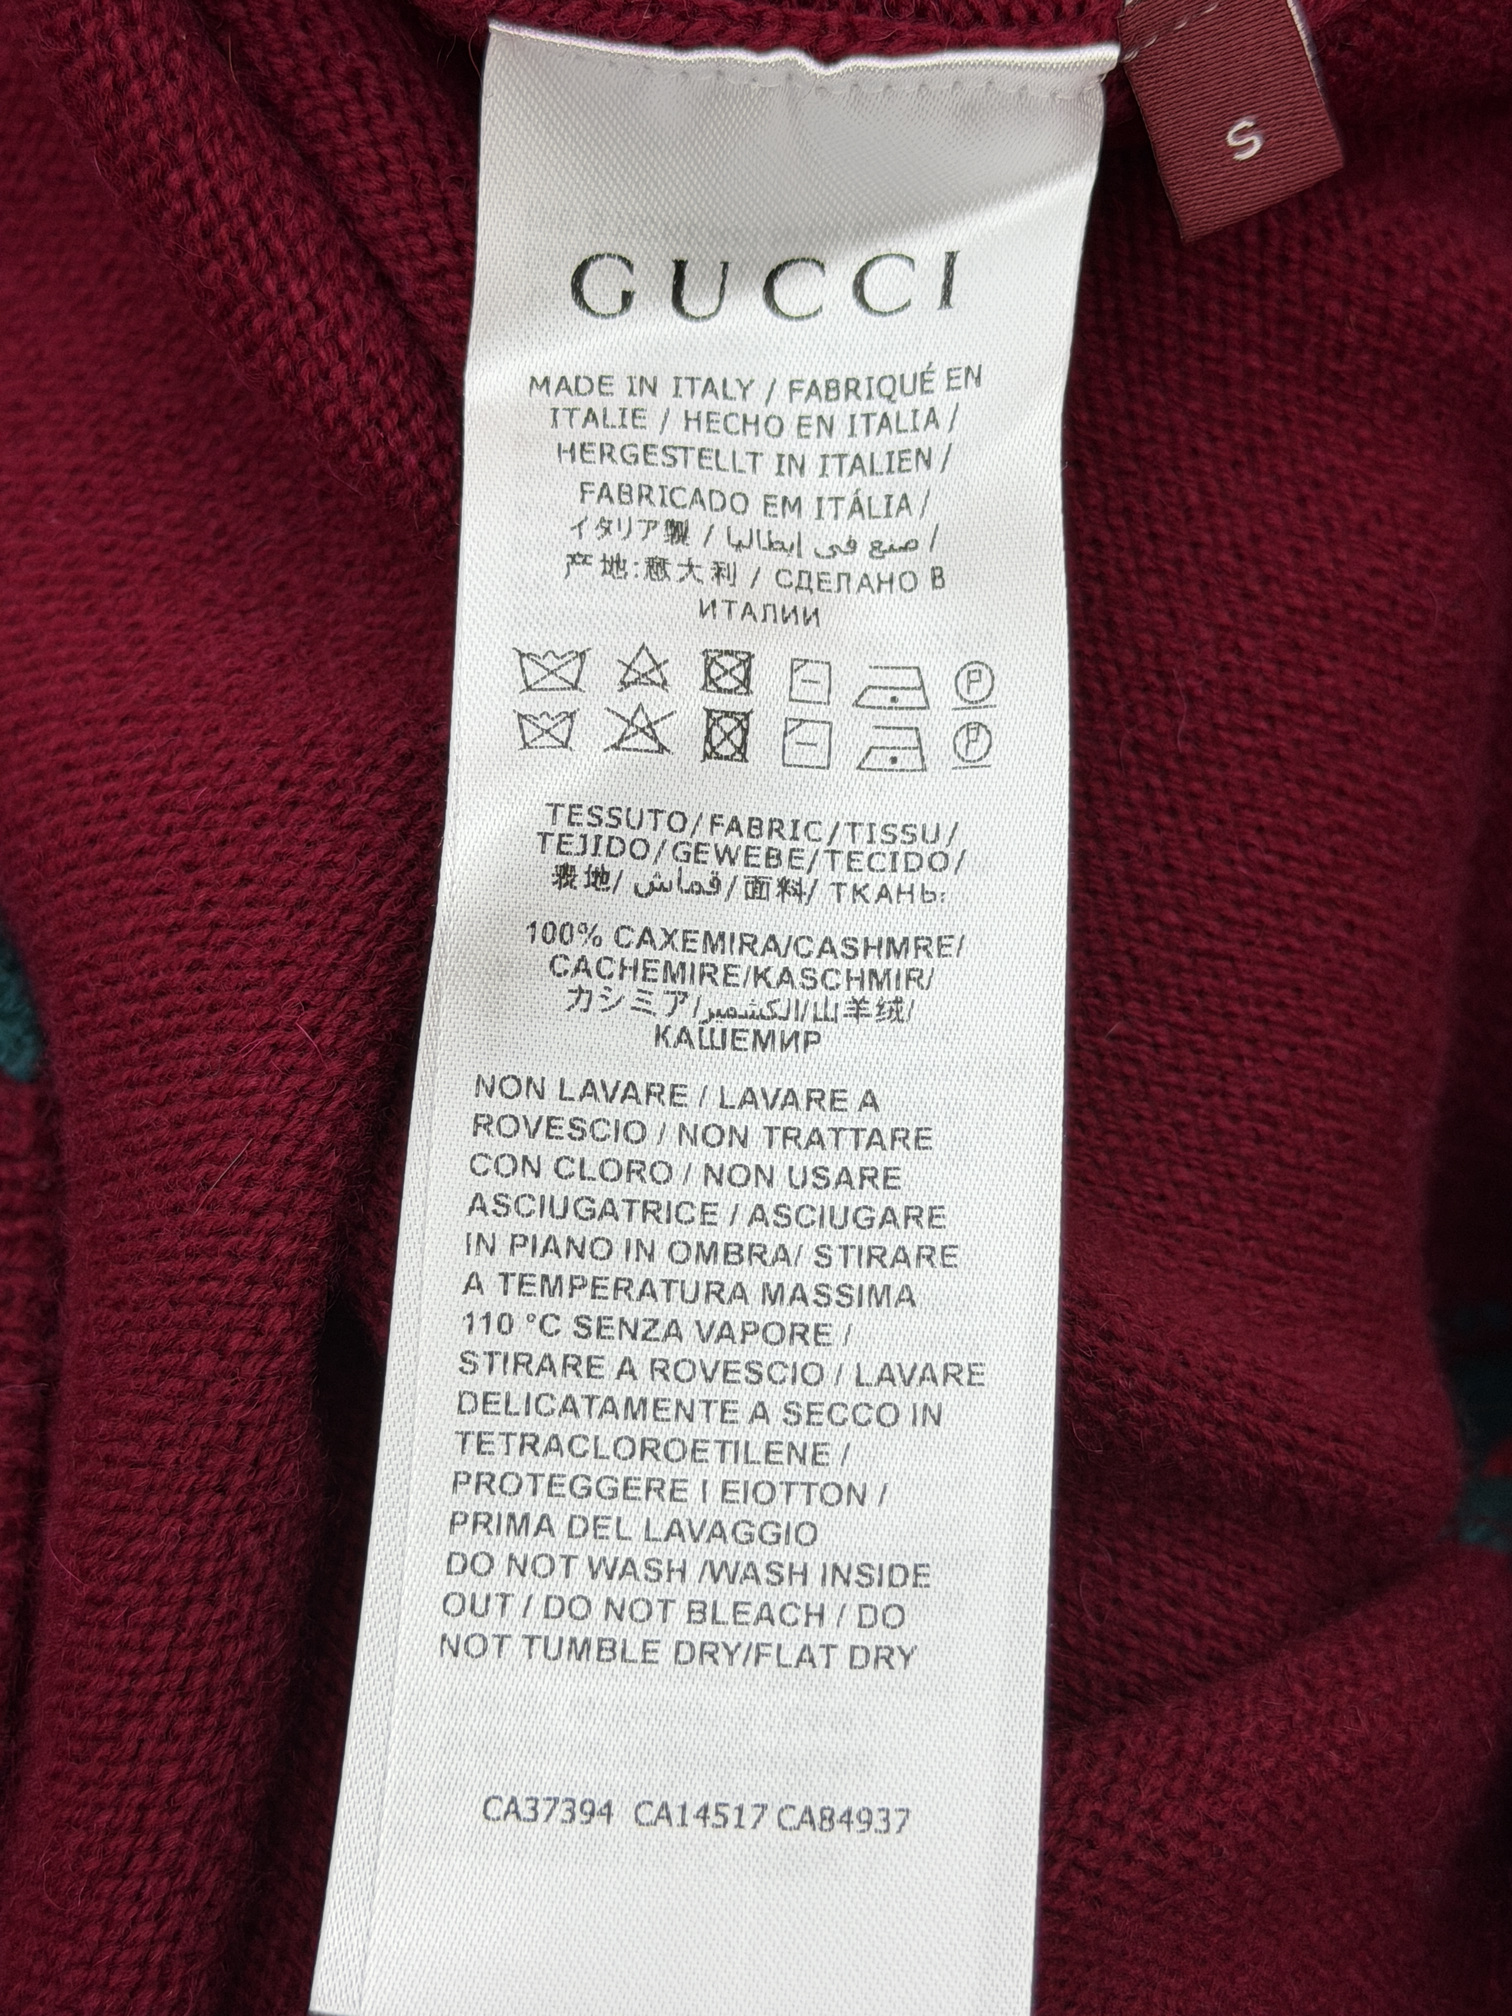 S
GUCCI
MADE IN ITALY / FABRIQUÉ EN
ITALIE / HECHO EN ITALIA /
HERGESTELLT IN ITALIEN /
FABRICADO EM ITÁLIA /
イタリア製 / صنع في إيطاليا /
产地:意大利 / СДЕЛАНО В
ИТАЛИИ
TESSUTO/FABRIC/TISSU/
TEJIDO/GEWEBE/TECIDO/
表地/ قماش/面料/ ТКАНЬ:
100% CAXEMIRA/CASHMRE/
CACHEMIRE/KASCHMIR/
カシミア/الكشمير/山羊绒/
КАШЕМИР
NON LAVARE / LAVARE A
ROVESCIO / NON TRATTARE
CON CLORO / NON USARE
ASCIUGATRICE / ASCIUGARE
IN PIANO IN OMBRA/ STIRARE
A TEMPERATURA MASSIMA
110 °C SENZA VAPORE /
STIRARE A ROVESCIO / LAVARE
DELICATAMENTE A SECCO IN
TETRACLOROETILENE /
PROTEGGERE I EIOTTON /
PRIMA DEL LAVAGGIO
DO NOT WASH /WASH INSIDE
OUT / DO NOT BLEACH / DO
NOT TUMBLE DRY/FLAT DRY
CA37394 CA14517 CA84937